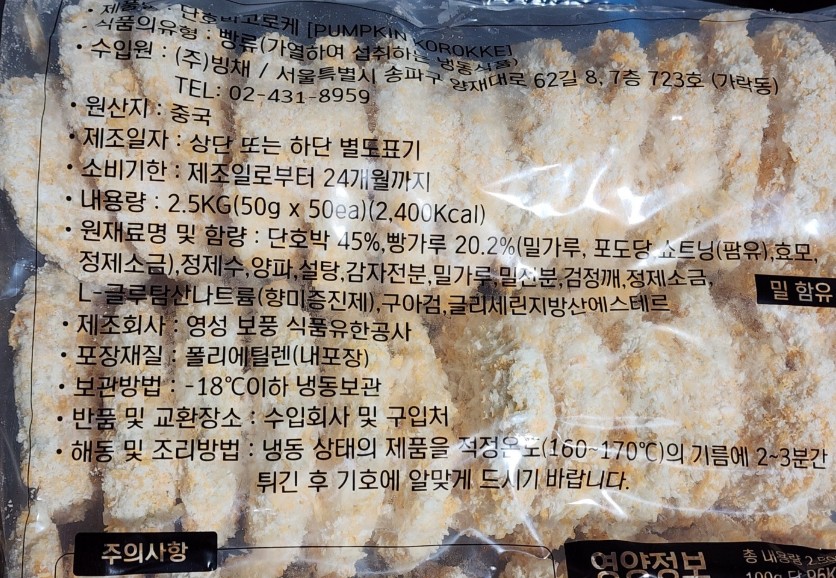 · 제품명 : 단호박고로케 [PUMPKIN KOROKKE]
· 식품의유형 : 빵류(가열하여 섭취하는 냉동식품)
· 수입원 : (주)빙채 / 서울특별시 송파구 양재대로 62길 8, 7층 723호 (가락동)
TEL: 02-431-8959
· 원산지 : 중국
· 제조일자 : 상단 또는 하단 별도표기
· 소비기한 : 제조일로부터 24개월까지
· 내용량 : 2.5KG(50g x 50ea)(2,400Kcal)
· 원재료명 및 함량 : 단호박 45%,빵가루 20.2%(밀가루, 포도당, 쇼트닝(팜유),효모,
정제소금),정제수,양파,설탕,감자전분,밀가루,밀전분,검정깨,정제소금,
L-글루탐산나트륨(향미증진제),구아검,글리세린지방산에스테르
밀 함유
· 제조회사 : 영성 보풍 식품유한공사
· 포장재질 : 폴리에틸렌(내포장)
· 보관방법 : -18℃이하 냉동보관
· 반품 및 교환장소 : 수입회사 및 구입처
· 해동 및 조리방법 : 냉동 상태의 제품을 적정온도(160~170℃)의 기름에 2~3분간
튀긴 후 기호에 알맞게 드시기 바랍니다.
주의사항
영양정보
총 내용량